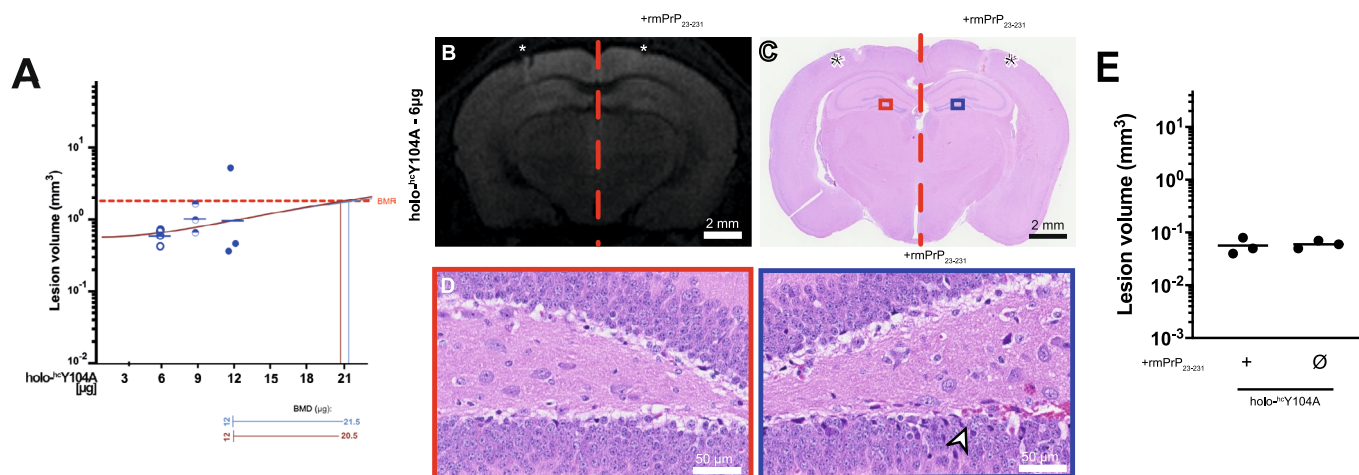 A
Lesion volume (mm³)
10¹
10⁰
10⁻¹
10⁻²
BMR
holo-ʰᶜY104A
[µg]
3 6 9 12 15 18 21
BMD (µg):
12 21.5
12 20.5
holo-ʰᶜY104A - 6µg
+rmPrP₂₃₋₂₃₁
B
* *
2 mm
+rmPrP₂₃₋₂₃₁
C
* *
2 mm
D
50 µm
+rmPrP₂₃₋₂₃₁
50 µm
E
Lesion volume (mm³)
10¹
10⁰
10⁻¹
10⁻²
10⁻³
+rmPrP₂₃₋₂₃₁ + Ø
holo-ʰᶜY104A